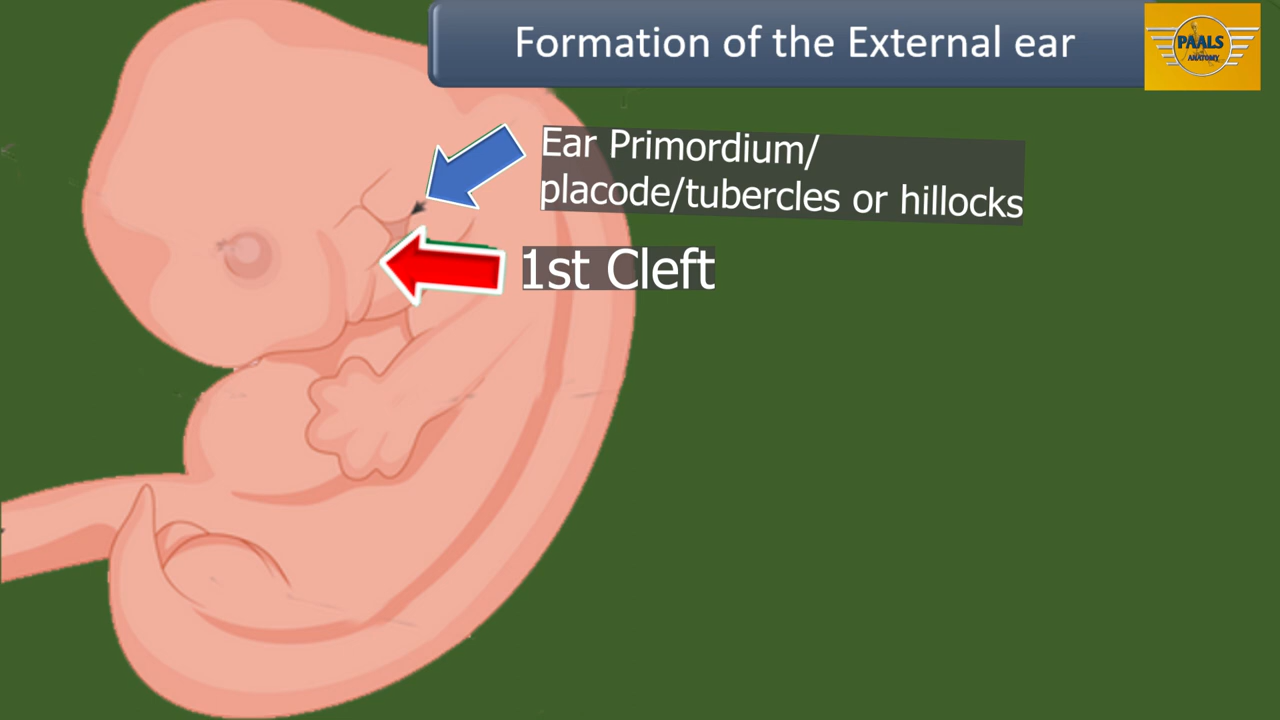 Formation of the External ear
PAALS
ANATOMY
Ear Primordium/
placode/tubercles or hillocks
1st Cleft